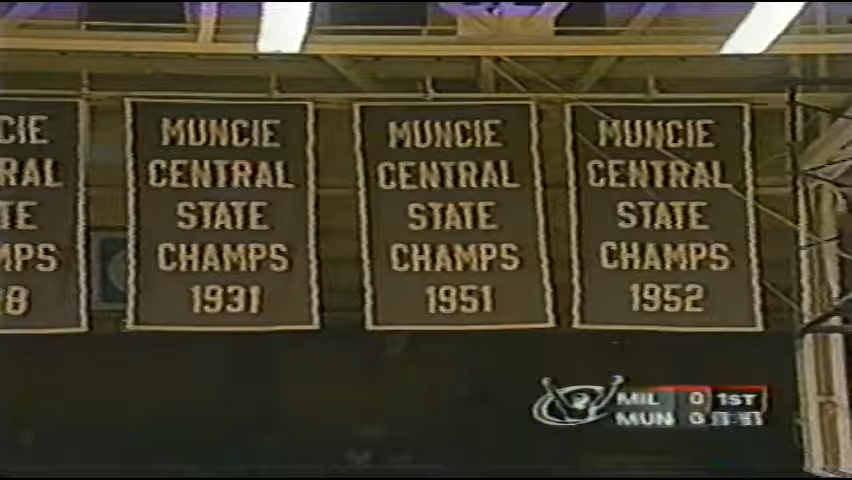 CIE
RAL
TE
MPS
28
MUNCIE
CENTRAL
STATE
CHAMPS
1931
MUNCIE
CENTRAL
STATE
CHAMPS
1951
MUNCIE
CENTRAL
STATE
CHAMPS
1952
MIL 0 1ST
MUN 0